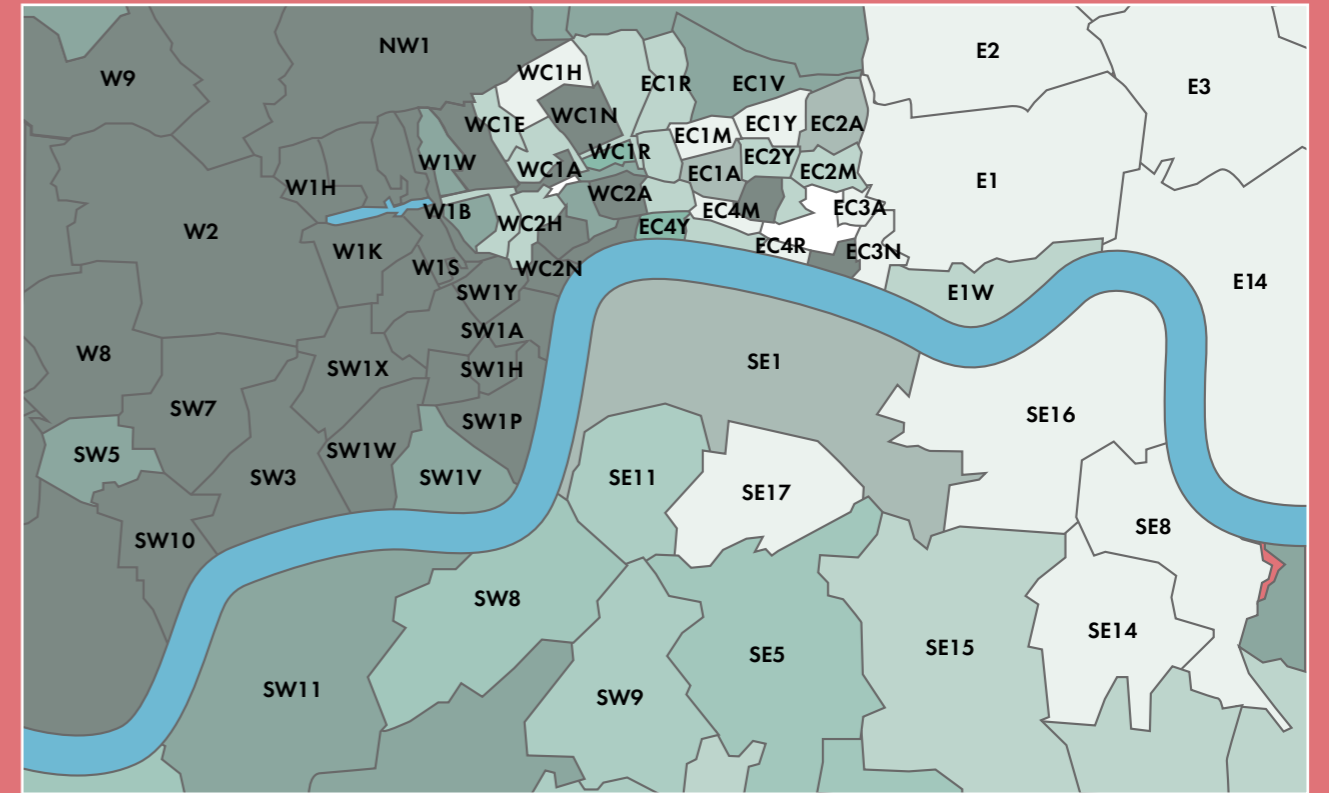 NW1
E2
W9
WC1H
EC1R
EC1V
E3
WC1N
WC1E
EC1Y
EC2A
EC1M
WC1R
EC2Y
W1W
WC1A
EC1A
EC2M
E1
W1H
WC2A
W1B
EC4M
EC3A
WC2H
EC4Y
W2
EC4R
EC3N
W1K
W1S
WC2N
E14
SW1Y
E1W
SW1A
W8
SE1
SW1X
SW1H
SW7
SE16
SW1P
SW1W
SW5
SW3
SW1V
SE11
SE17
SE8
SW10
SW8
SE14
SE15
SE5
SW11
SW9